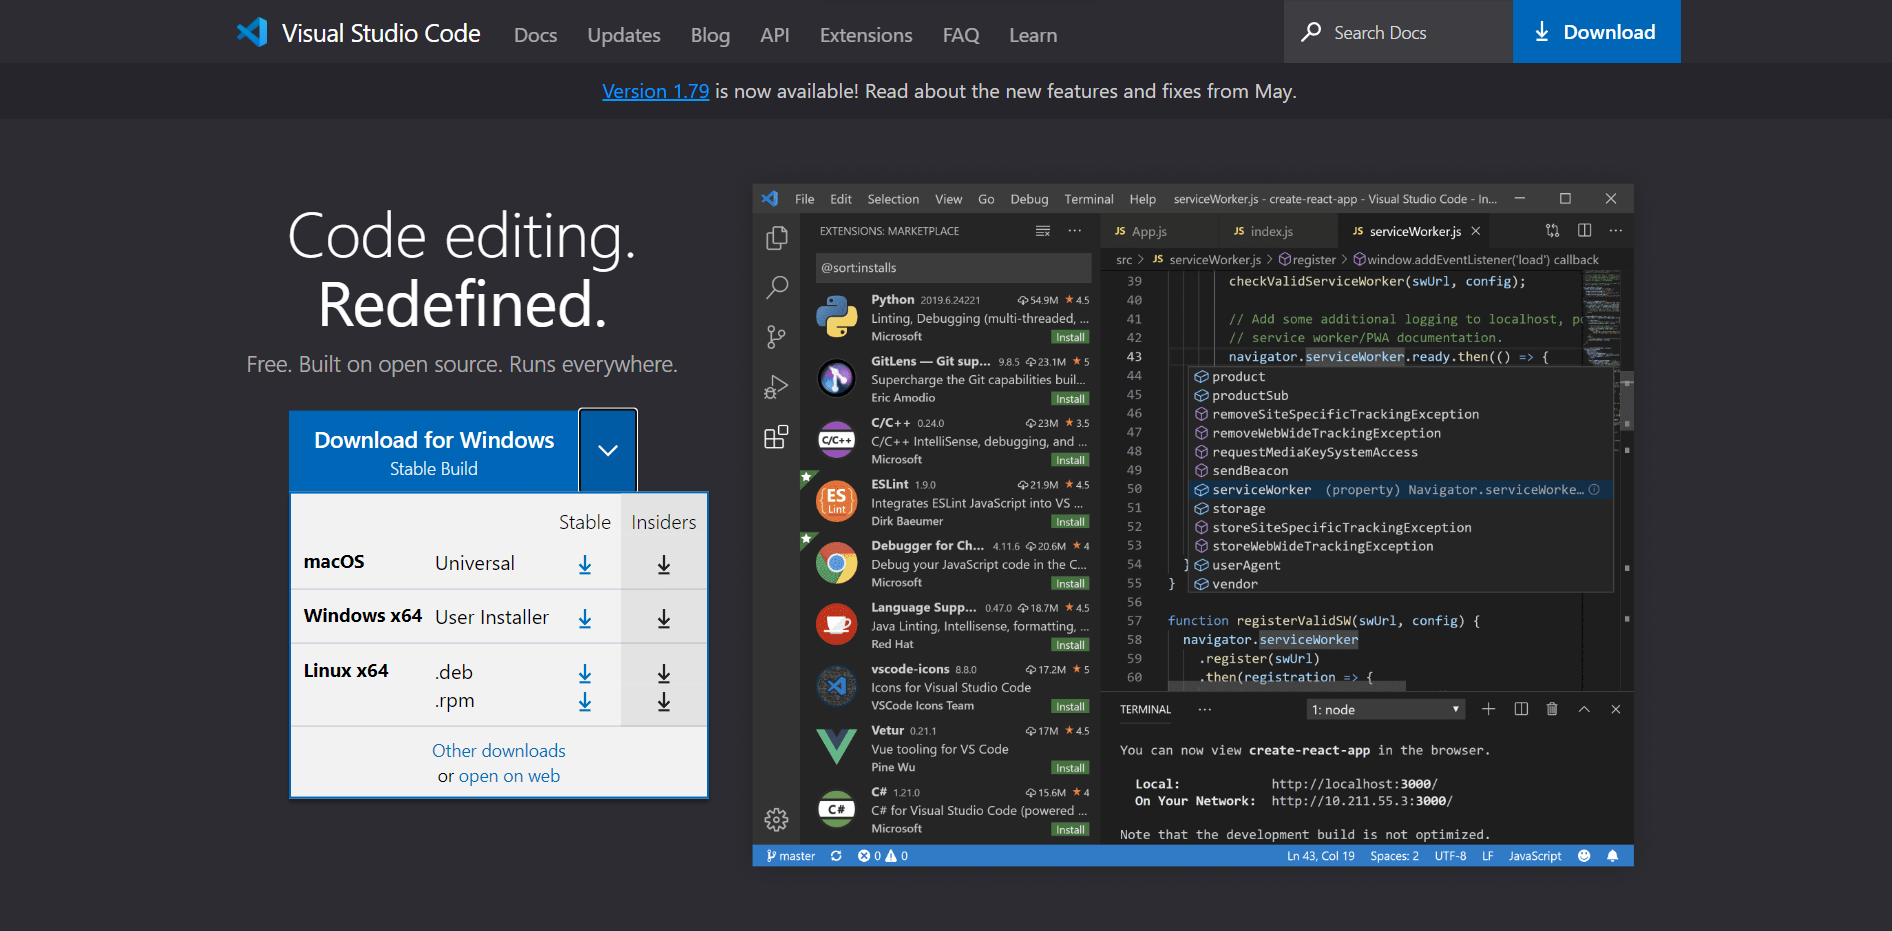 Visual Studio Code Docs Updates Blog API Extensions FAQ Learn Search Docs Download
Version 1.79 is now available! Read about the new features and fixes from May.
Code editing.
Redefined.
Free. Built on open source. Runs everywhere.
Download for Windows
Stable Build
Stable Insiders
macOS Universal
Windows x64 User Installer
Linux x64 .deb
.rpm
Other downloads
or open on web
File Edit Selection View Go Debug Terminal Help serviceWorker.js - create-react-app - Visual Studio Code - In...
EXTENSIONS: MARKETPLACE
@sort:installs
Python 2019.6.24221 54.9M 4.5
Linting, Debugging (multi-threaded, ...
Microsoft Install
GitLens — Git sup... 9.8.5 23.1M 5
Supercharge the Git capabilities buil...
Eric Amodio Install
C/C++
C/C++ 0.24.0 23M 3.5
C/C++ IntelliSense, debugging, and ...
Microsoft Install
ES
Lint
ESLint 1.9.0 21.9M 4.5
Integrates ESLint JavaScript into VS ...
Dirk Baeumer Install
Debugger for Ch... 4.11.6 20.6M 4
Debug your JavaScript code in the C...
Microsoft Install
Language Supp... 0.47.0 18.7M 4.5
Java Linting, Intellisense, formatting, ...
Red Hat Install
vscode-icons 8.8.0 17.2M 5
Icons for Visual Studio Code
VSCode Icons Team Install
Vetur 0.21.1 17M 4.5
Vue tooling for VS Code
Pine Wu Install
C#
C# 1.21.0 15.6M 4
C# for Visual Studio Code (powered ...
Microsoft Install
JS App.js JS index.js JS serviceWorker.js
src > JS serviceWorker.js > register > window.addEventListener('load') callback
39 checkValidServiceWorker(swUrl, config);
40
41 // Add some additional logging to localhost,
42 // service worker/PWA documentation.
43 navigator.serviceWorker.ready.then(() => {
44 product
45 productSub
46 removeSiteSpecificTrackingException
47 removeWebWideTrackingException
48 requestMediaKeySystemAccess
49 sendBeacon
50 serviceWorker (property) Navigator.serviceWorke...
51 storage
52 storeSiteSpecificTrackingException
53 storeWebWideTrackingException
54 } userAgent
55 } vendor
56
57 function registerValidSW(swUrl, config) {
58 navigator.serviceWorker
59 .register(swUrl)
60 .then(registration => {
TERMINAL ... 1: node
You can now view create-react-app in the browser.
Local: http://localhost:3000/
On Your Network: http://10.211.55.3:3000/
Note that the development build is not optimized.
master 0 0 Ln 43, Col 19 Spaces: 2 UTF-8 LF JavaScript